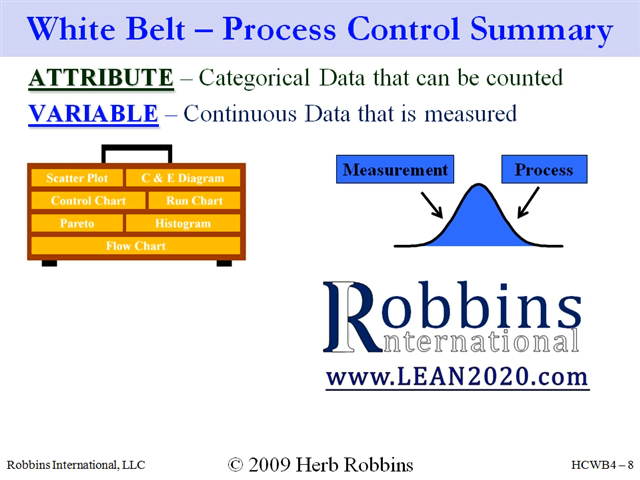 White Belt – Process Control Summary
ATTRIBUTE – Categorical Data that can be counted
VARIABLE – Continuous Data that is measured
Scatter Plot
C & E Diagram
Control Chart
Run Chart
Pareto
Histogram
Flow Chart
Measurement
Process
Robbins
International
www.LEAN2020.com
Robbins International, LLC
© 2009 Herb Robbins
HCWB4 – 8